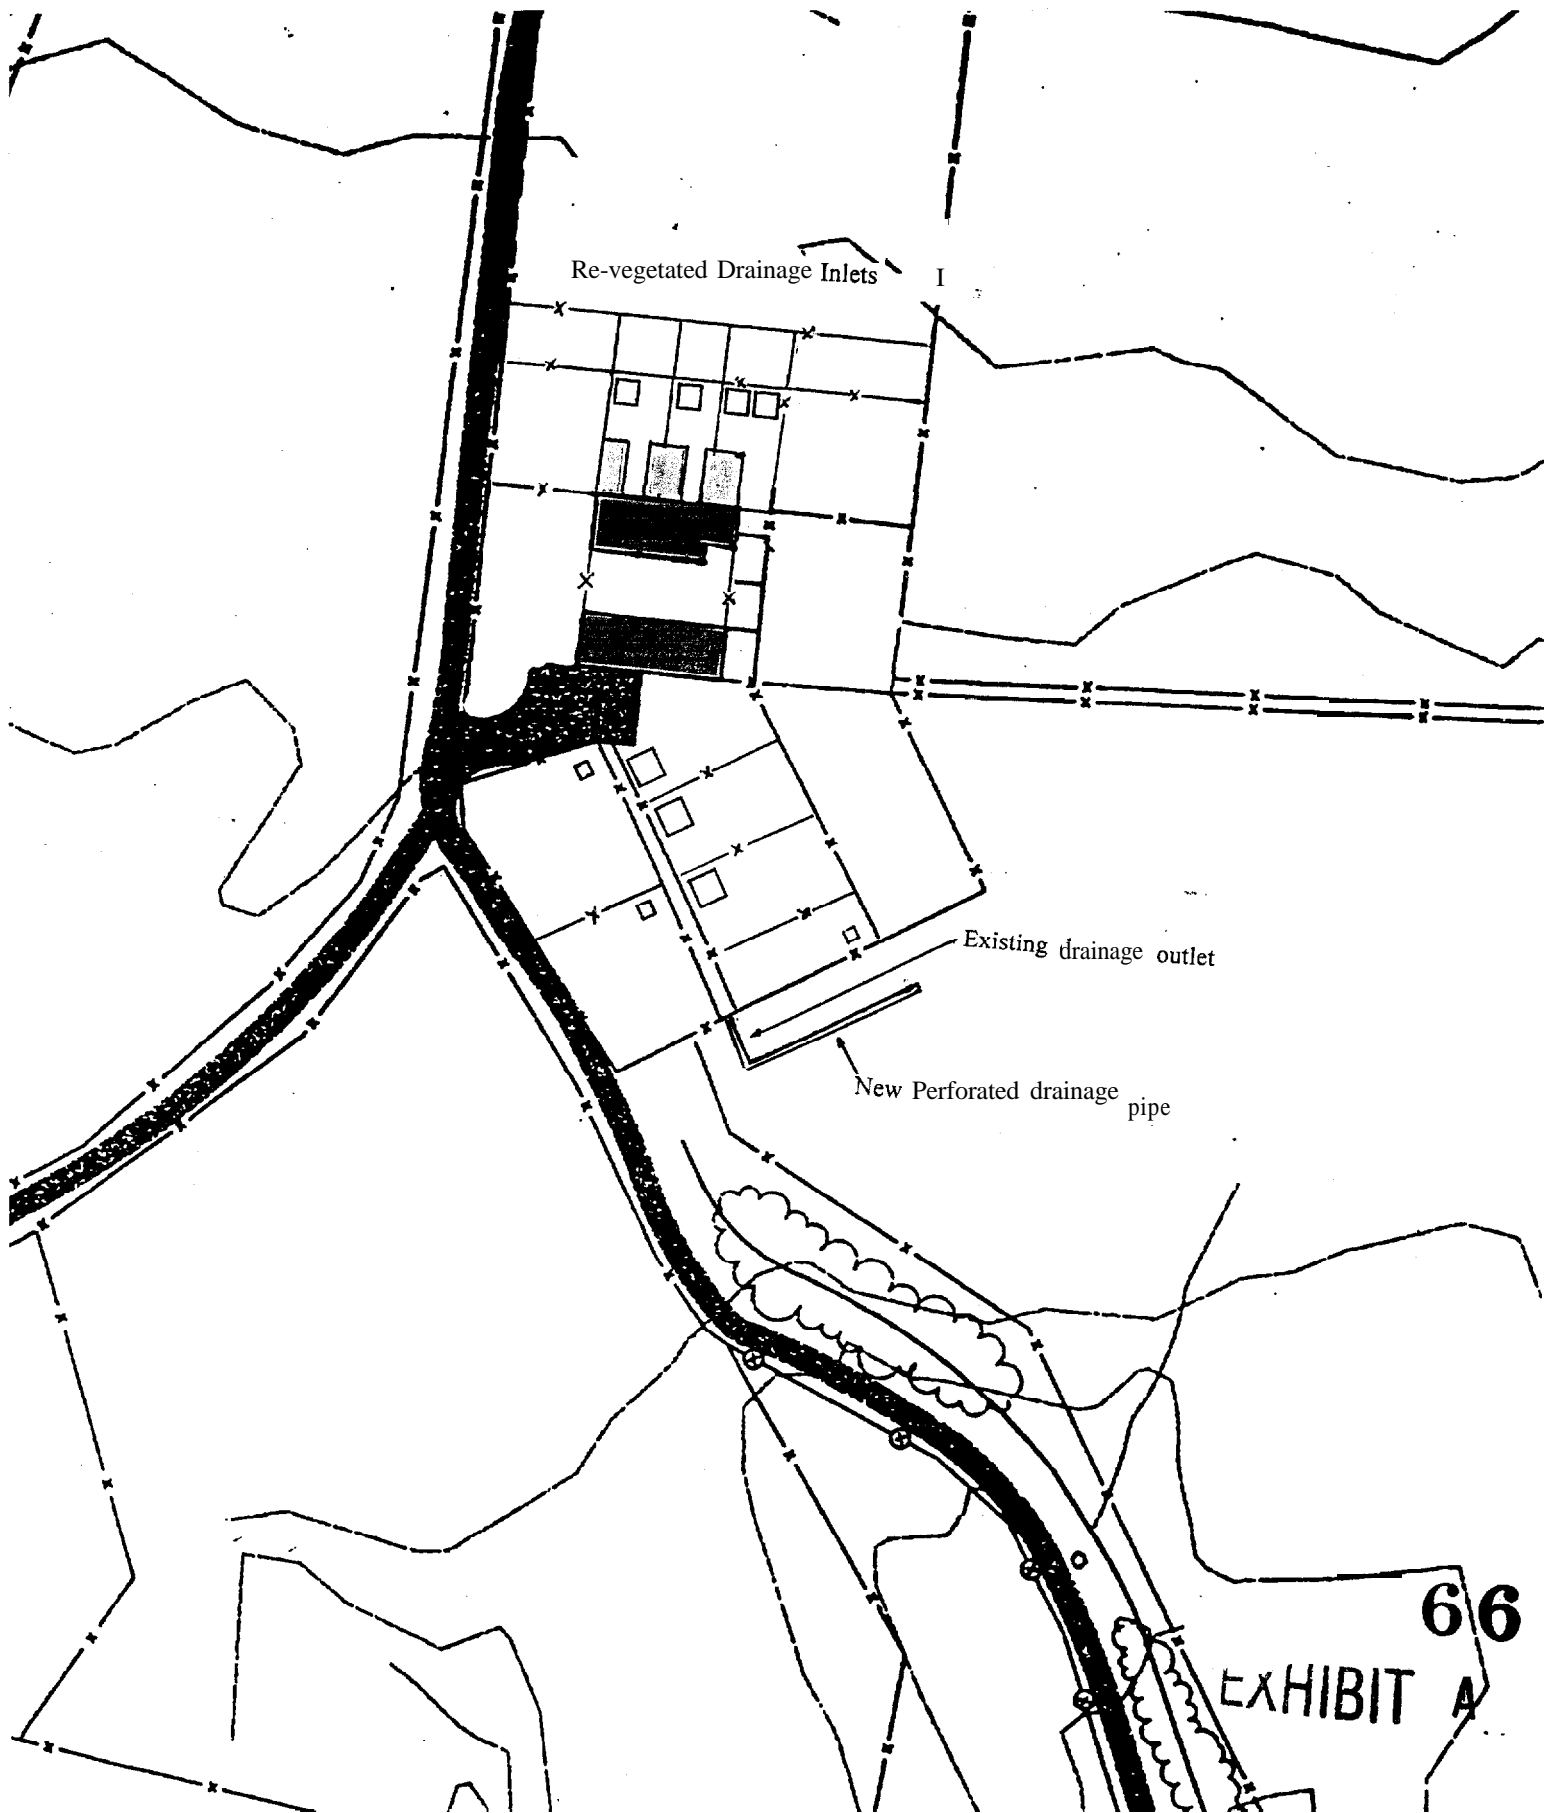 Re-vegetated Drainage Inlets I
Existing drainage outlet
New Perforated drainage
pipe
66
EXHIBIT A